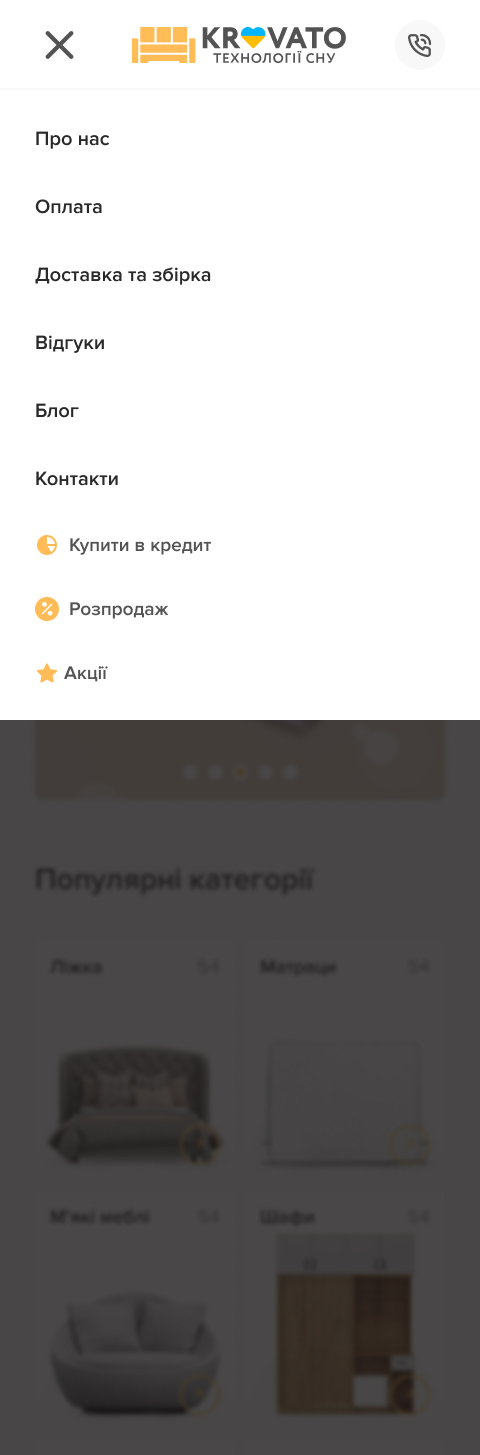 KROVATO
ТЕХНОЛОГІЇ СНУ
Про нас
Оплата
Доставка та збірка
Відгуки
Блог
Контакти
Купити в кредит
Розпродаж
Акції
Популярні категорії
Ліжка 54
Матраци 54
М'які меблі 54
Шафи 54